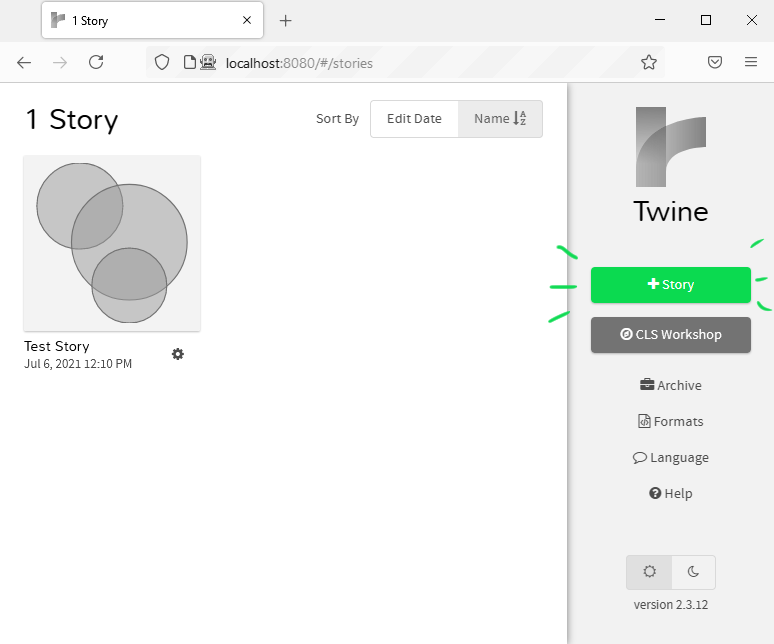 1 Story
localhost:8080/#/stories
1 Story
Sort By Edit Date Name
Test Story
Jul 6, 2021 12:10 PM
Twine
Story
CLS Workshop
Archive
Formats
Language
Help
version 2.3.12